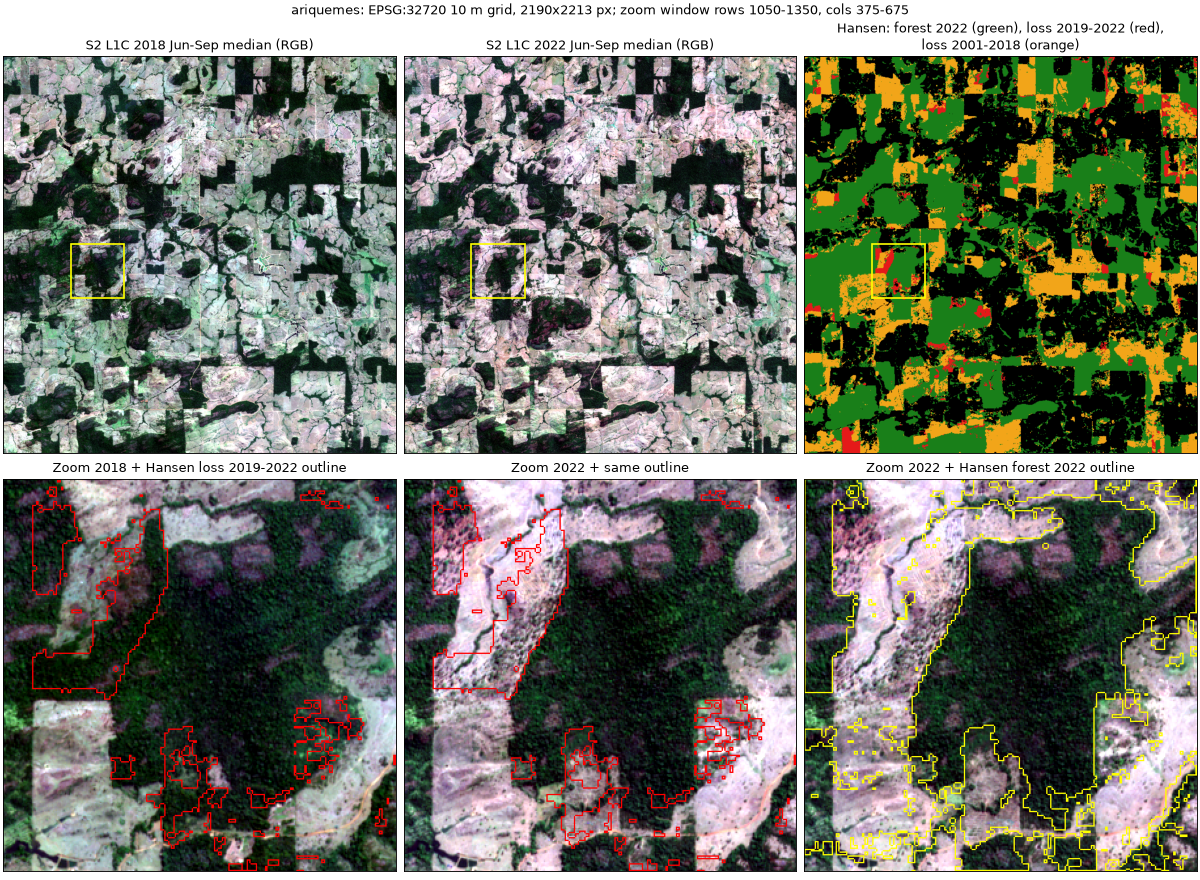 ariquemes: EPSG:32720 10 m grid, 2190x2213 px; zoom window rows 1050-1350, cols 375-675
S2 L1C 2018 Jun-Sep median (RGB)
S2 L1C 2022 Jun-Sep median (RGB)
Hansen: forest 2022 (green), loss 2019-2022 (red),
loss 2001-2018 (orange)
Zoom 2018 + Hansen loss 2019-2022 outline
Zoom 2022 + same outline
Zoom 2022 + Hansen forest 2022 outline